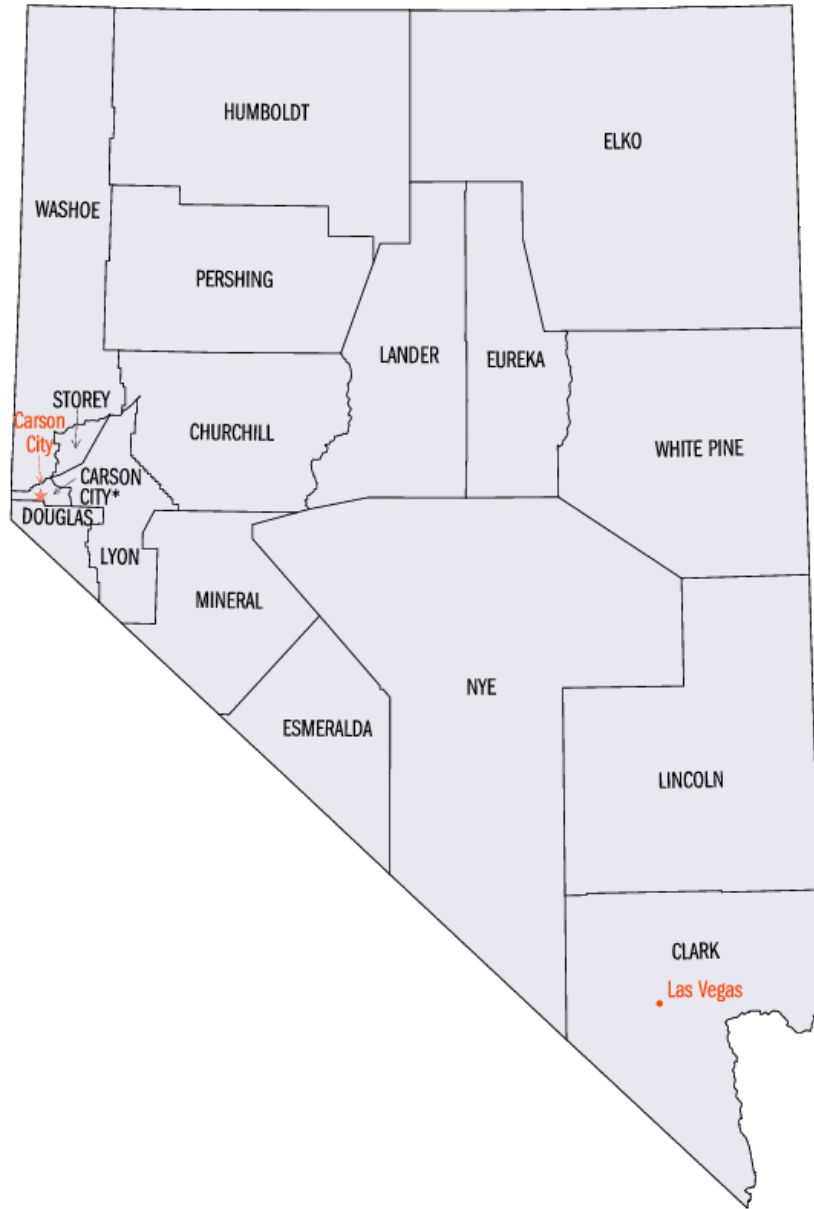 HUMBOLDT
ELKO
WASHOE
PERSHING
LANDER
EUREKA
STOREY
Carson
City
CHURCHILL
WHITE PINE
CARSON
CITY*
DOUGLAS
LYON
MINERAL
NYE
ESMERALDA
LINCOLN
CLARK
Las Vegas